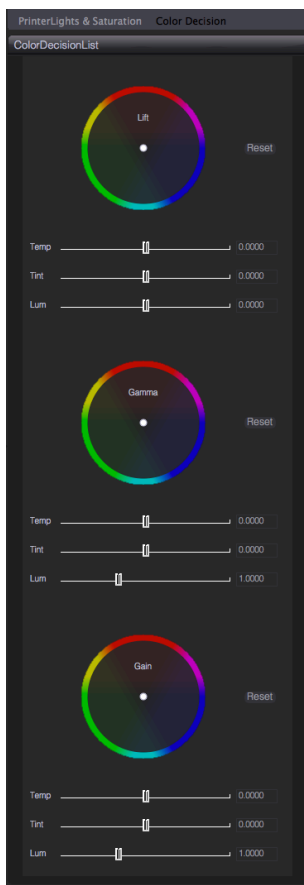 PrinterLights & Saturation Color Decision
ColorDecisionList
Lift
Reset
Temp 0.0000
Tint 0.0000
Lum 0.0000
Gamma
Reset
Temp 0.0000
Tint 0.0000
Lum 1.0000
Gain
Reset
Temp 0.0000
Tint 0.0000
Lum 1.0000